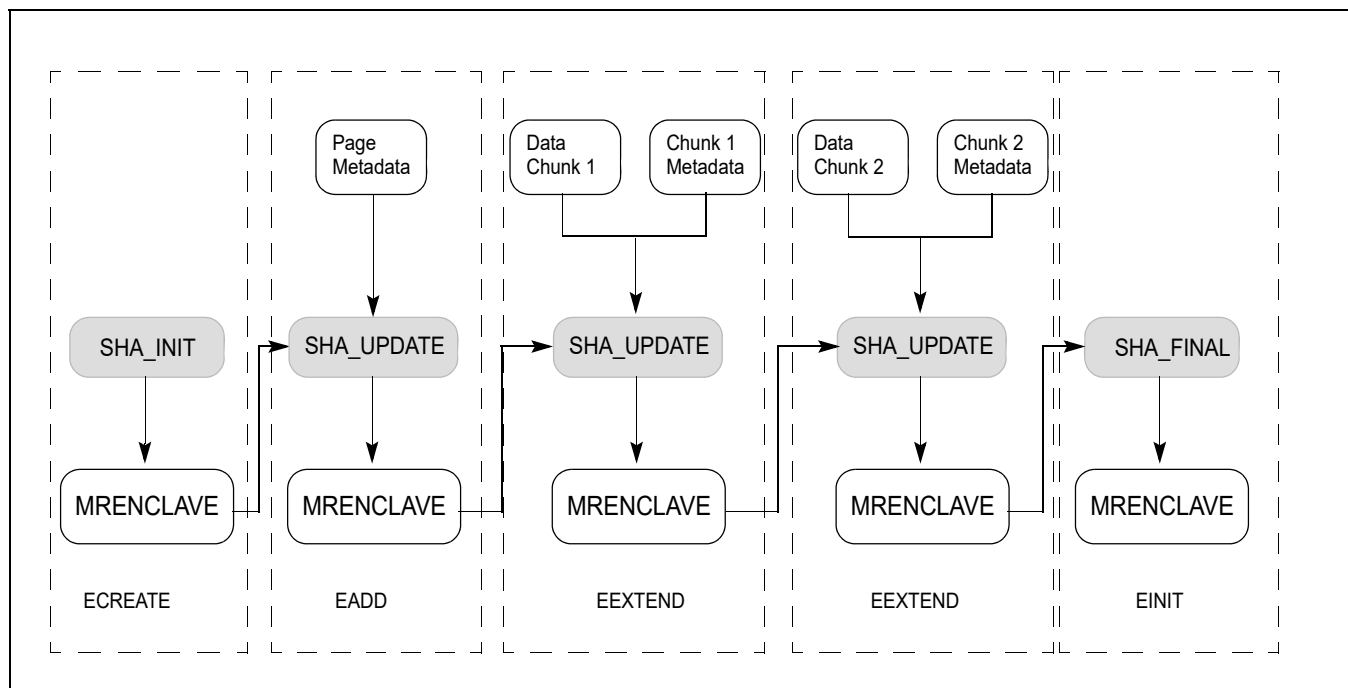 Page
Metadata
Data
Chunk 1
Chunk 1
Metadata
Data
Chunk 2
Chunk 2
Metadata
SHA_INIT
SHA_UPDATE
SHA_UPDATE
SHA_UPDATE
SHA_FINAL
MRENCLAVE
MRENCLAVE
MRENCLAVE
MRENCLAVE
MRENCLAVE
ECREATE
EADD
EEXTEND
EEXTEND
EINIT